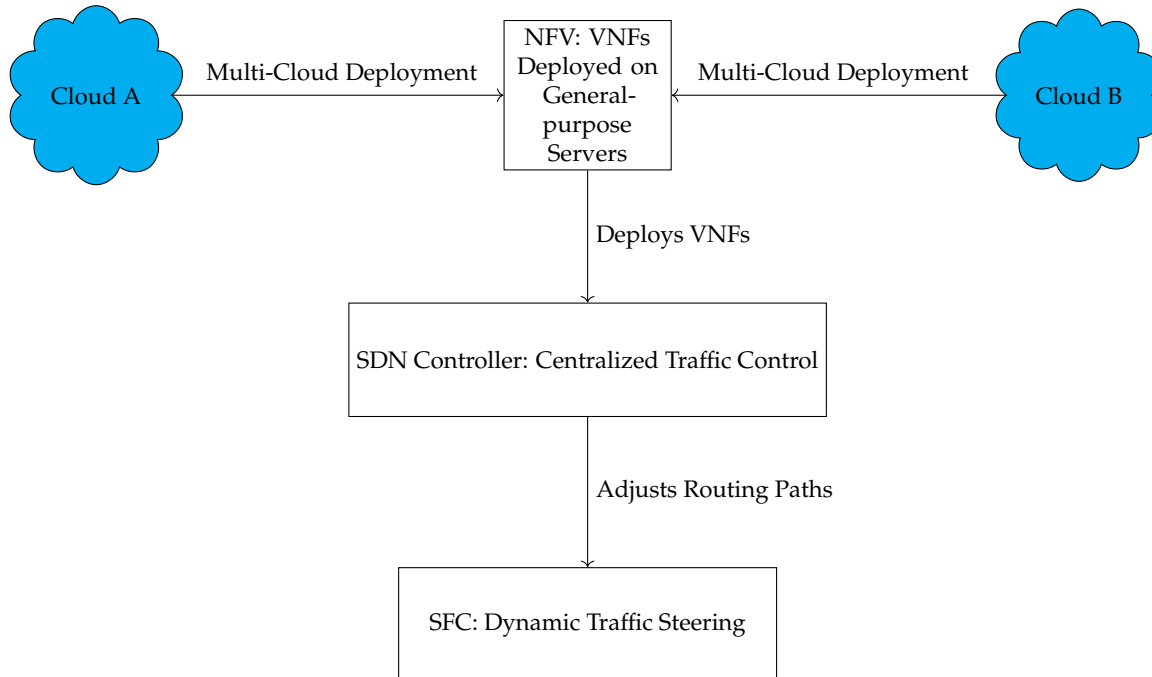 NFV: VNFs
Deployed on
General-
purpose
Servers
Cloud A
Multi-Cloud Deployment
Multi-Cloud Deployment
Cloud B
Deploys VNFs
SDN Controller: Centralized Traffic Control
Adjusts Routing Paths
SFC: Dynamic Traffic Steering